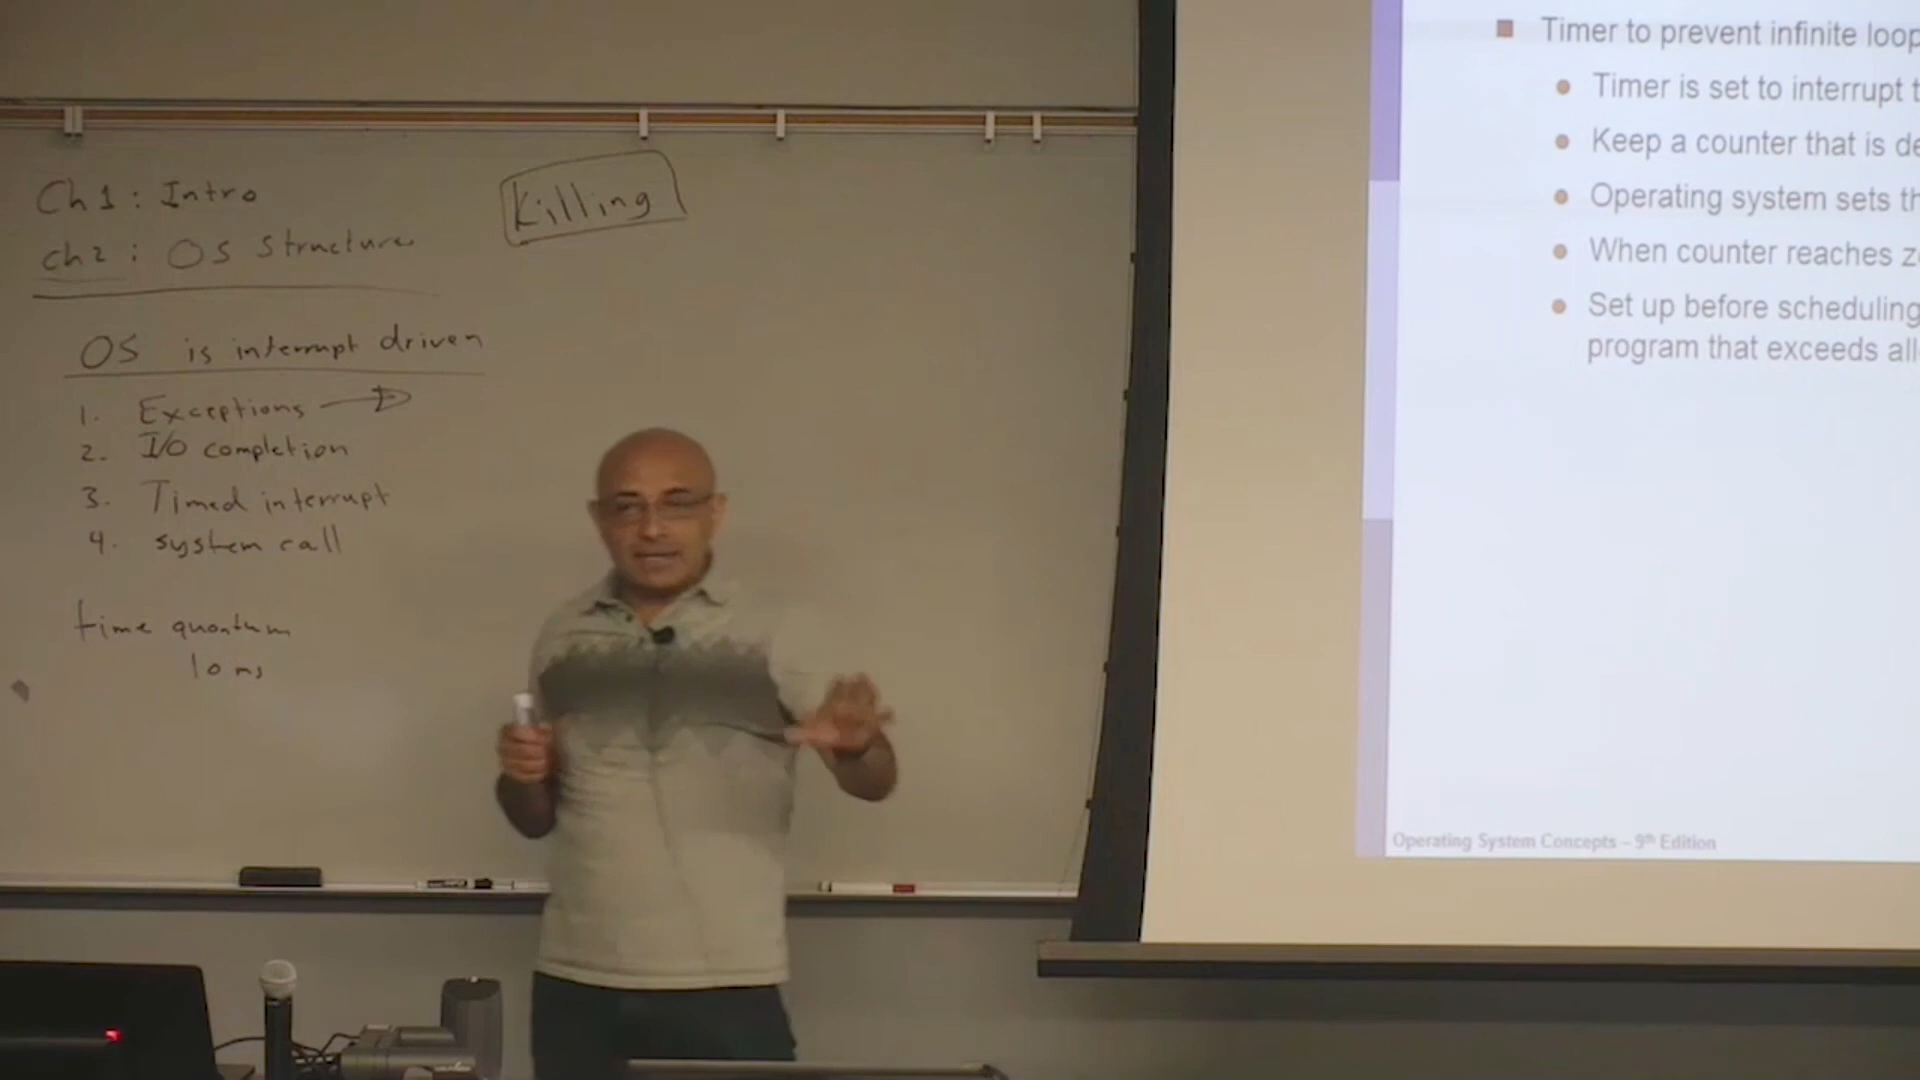 Ch1 : Intro
Ch2 : OS Structure
Killing
OS is interrupt driven
1. Exceptions
2. I/O completion
3. Timed interrupt
4. system call
time quantum
10 ms
Timer to prevent infinite loop
Timer is set to interrupt t
Keep a counter that is de
Operating system sets th
When counter reaches z
Set up before scheduling
program that exceeds all
Operating System Concepts – 9th Edition